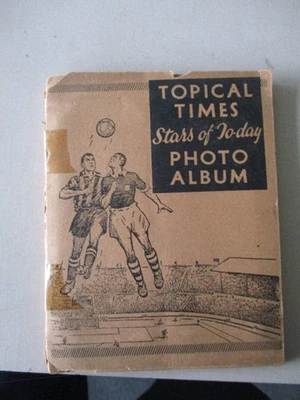 TOPICAL
TIMES
Stars of To-day
PHOTO
ALBUM